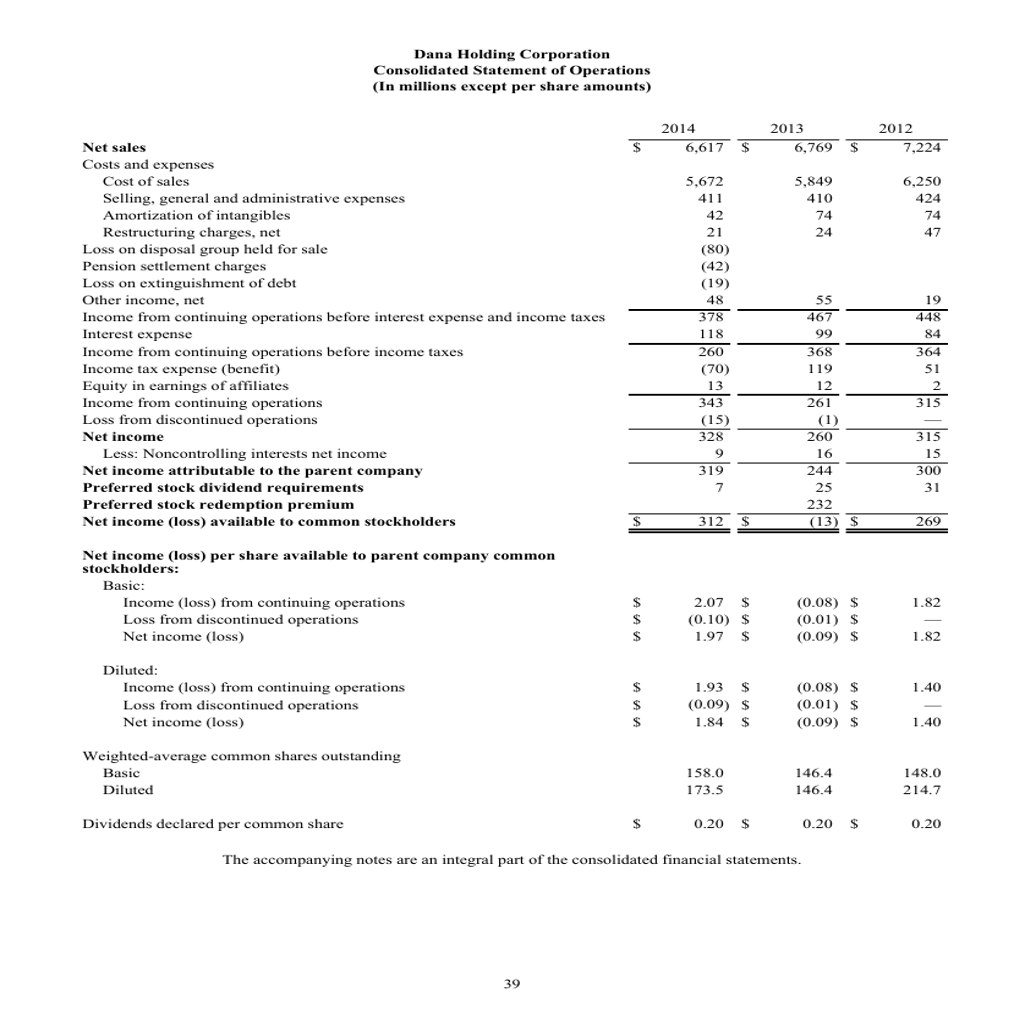 Dana Holding Corporation
Consolidated Statement of Operations
(In millions except per share amounts)
2014 2013 2012
Net sales $ 6,617 $ 6,769 $ 7,224
Costs and expenses
Cost of sales 5,672 5,849 6,250
Selling, general and administrative expenses 411 410 424
Amortization of intangibles 42 74 74
Restructuring charges, net 21 24 47
Loss on disposal group held for sale (80)
Pension settlement charges (42)
Loss on extinguishment of debt (19)
Other income, net 48 55 19
Income from continuing operations before interest expense and income taxes 378 467 448
Interest expense 118 99 84
Income from continuing operations before income taxes 260 368 364
Income tax expense (benefit) (70) 119 51
Equity in earnings of affiliates 13 12 2
Income from continuing operations 343 261 315
Loss from discontinued operations (15) (1) —
Net income 328 260 315
Less: Noncontrolling interests net income 9 16 15
Net income attributable to the parent company 319 244 300
Preferred stock dividend requirements 7 25 31
Preferred stock redemption premium 232
Net income (loss) available to common stockholders $ 312 $ (13) $ 269
Net income (loss) per share available to parent company common
stockholders:
Basic:
Income (loss) from continuing operations $ 2.07 $ (0.08) $ 1.82
Loss from discontinued operations $ (0.10) $ (0.01) $ —
Net income (loss) $ 1.97 $ (0.09) $ 1.82
Diluted:
Income (loss) from continuing operations $ 1.93 $ (0.08) $ 1.40
Loss from discontinued operations $ (0.09) $ (0.01) $ —
Net income (loss) $ 1.84 $ (0.09) $ 1.40
Weighted-average common shares outstanding
Basic 158.0 146.4 148.0
Diluted 173.5 146.4 214.7
Dividends declared per common share $ 0.20 $ 0.20 $ 0.20
The accompanying notes are an integral part of the consolidated financial statements.
39